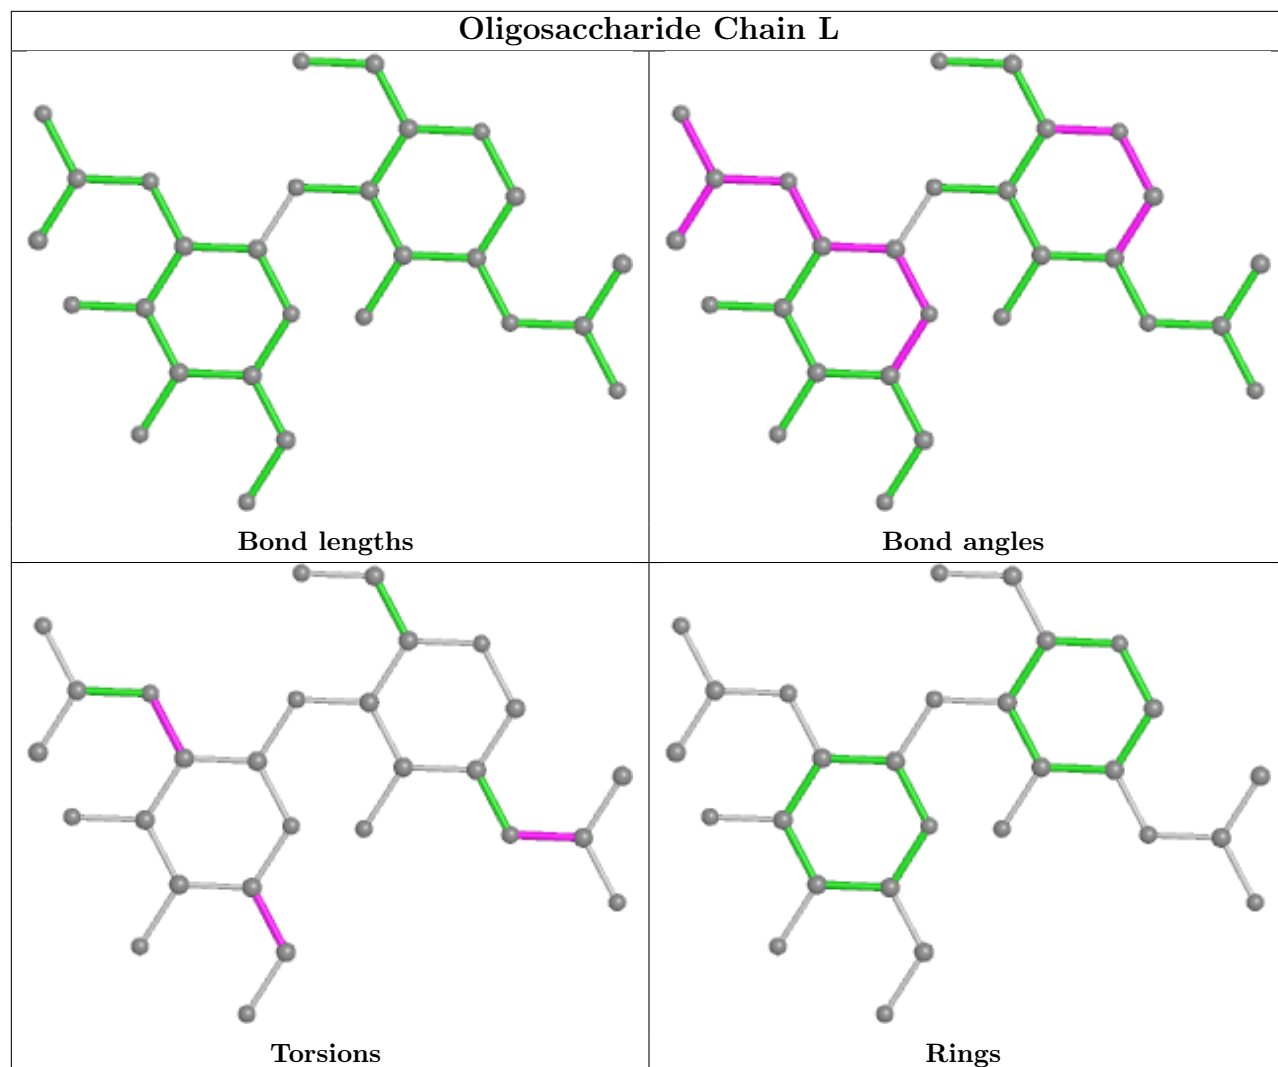 Oligosaccharide Chain L
Bond lengths
Bond angles
Torsions
Rings